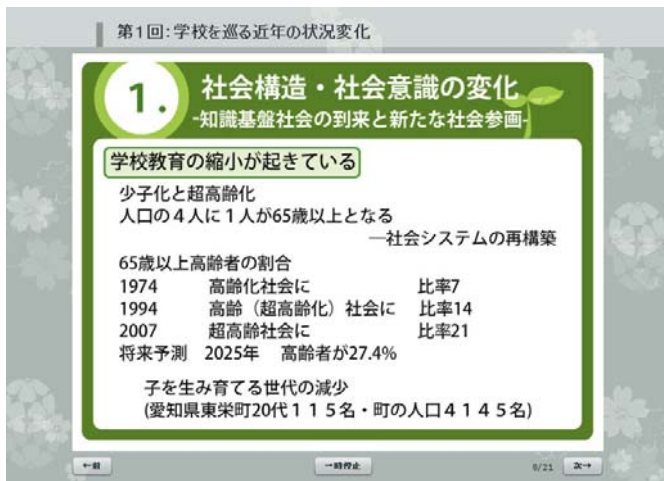 第1回:学校を巡る近年の状況変化
1.
社会構造・社会意識の変化
-知識基盤社会の到来と新たな社会参画-
学校教育の縮小が起きている
少子化と超高齢化
人口の４人に１人が65歳以上となる
―社会システムの再構築
65歳以上高齢者の割合
1974 高齢化社会に 比率7
1994 高齢（超高齢化）社会に 比率14
2007 超高齢社会に 比率21
将来予測 2025年 高齢者が27.4%
子を生み育てる世代の減少
(愛知県東栄町20代１１５名・町の人口４１４５名)
←前 一時停止 8/21 次→